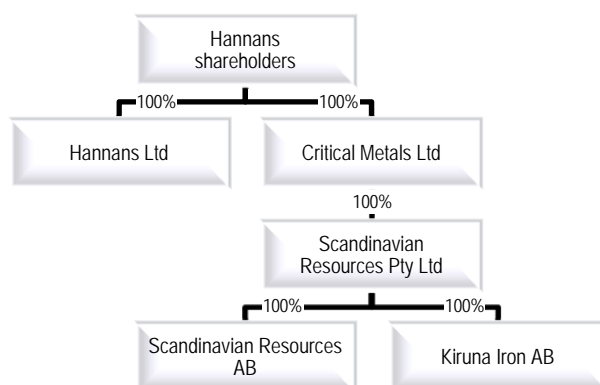 Hannans
shareholders
100%
100%
Hannans Ltd
Critical Metals Ltd
100%
Scandinavian
Resources Pty Ltd
100%
100%
Scandinavian Resources
AB
Kiruna Iron AB